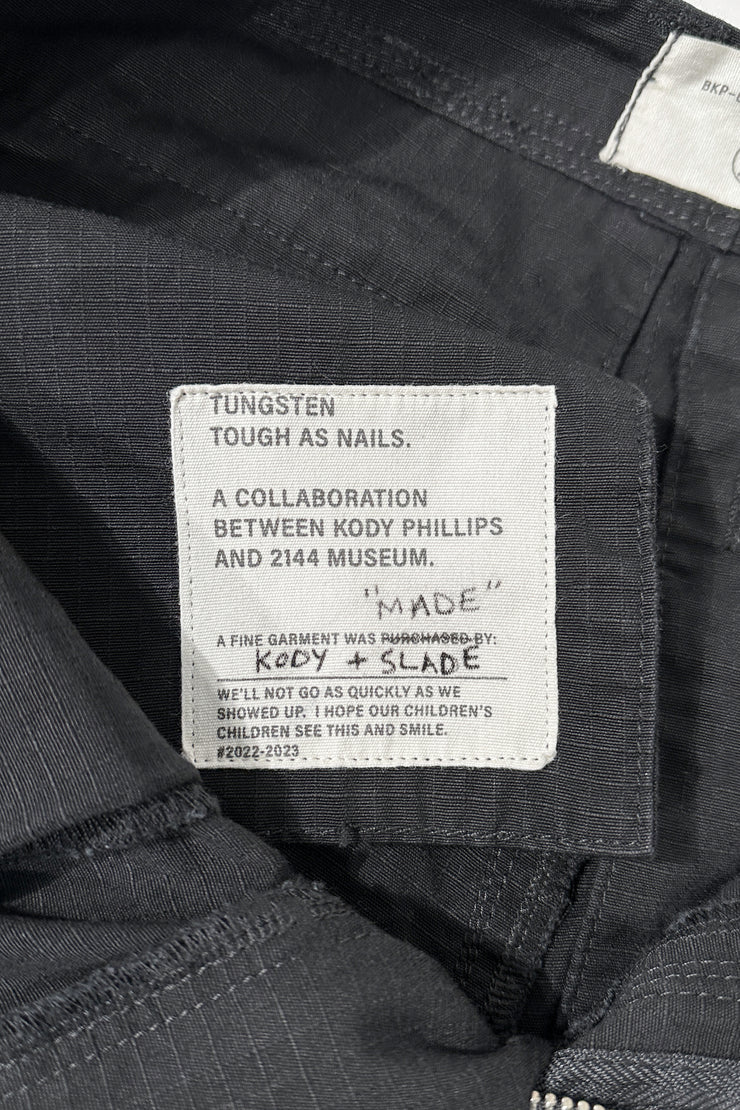 BKP-
TUNGSTEN
TOUGH AS NAILS.
A COLLABORATION
BETWEEN KODY PHILLIPS
AND 2144 MUSEUM.
"MADE"
A FINE GARMENT WAS PURCHASED BY:
KODY + SLADE
WE'LL NOT GO AS QUICKLY AS WE
SHOWED UP. I HOPE OUR CHILDREN'S
CHILDREN SEE THIS AND SMILE.
#2022-2023